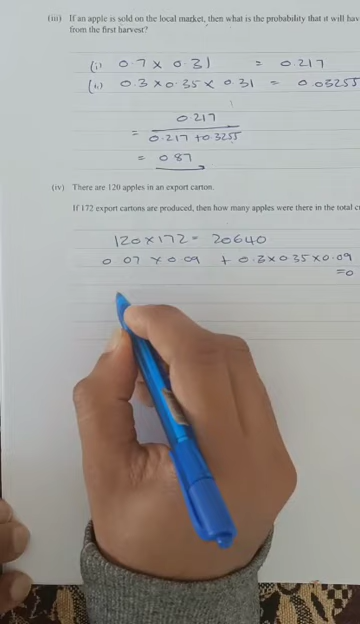 (iii) If an apple is sold on the local market, then what is the probability that it will hav
from the first harvest?
(i) 0.7 × 0.31 = 0.217
(ii) 0.3 × 0.35 × 0.31 = 0.03255
0.217
= 0.217 + 0.3255
= 0.87
(iv) There are 120 apples in an export carton.
If 172 export cartons are produced, then how many apples were there in the total c
120 × 172 = 20640
0.07 × 0.09 + 0.3 × 0.35 × 0.09
= 0